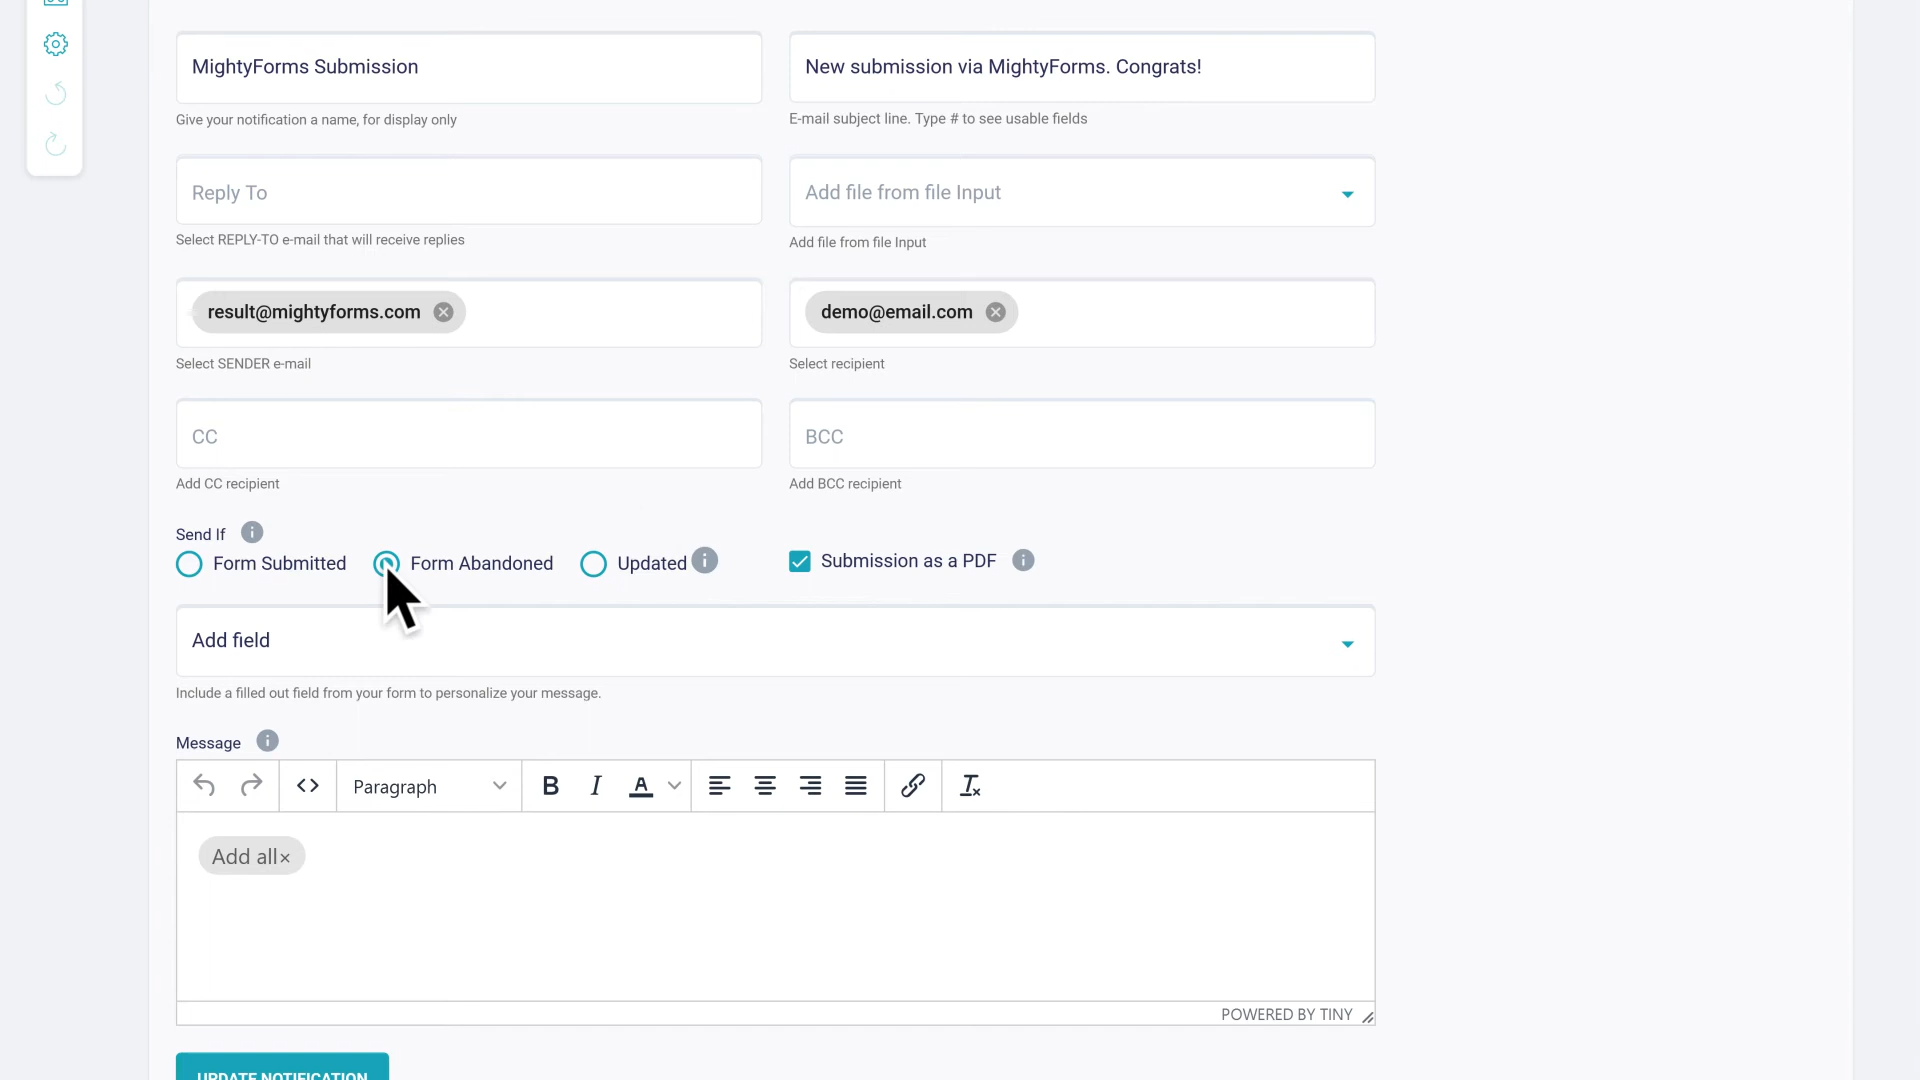 MightyForms Submission
New submission via MightyForms. Congrats!
Give your notification a name, for display only
E-mail subject line. Type # to see usable fields
Reply To
Add file from file Input
Select REPLY-TO e-mail that will receive replies
Add file from file Input
result@mightyforms.com
demo@email.com
Select SENDER e-mail
Select recipient
CC
BCC
Add CC recipient
Add BCC recipient
Send If
Form Submitted
Form Abandoned
Updated
Submission as a PDF
Add field
Include a filled out field from your form to personalize your message.
Message
Paragraph
Add all×
POWERED BY TINY
UPDATE NOTIFICATION